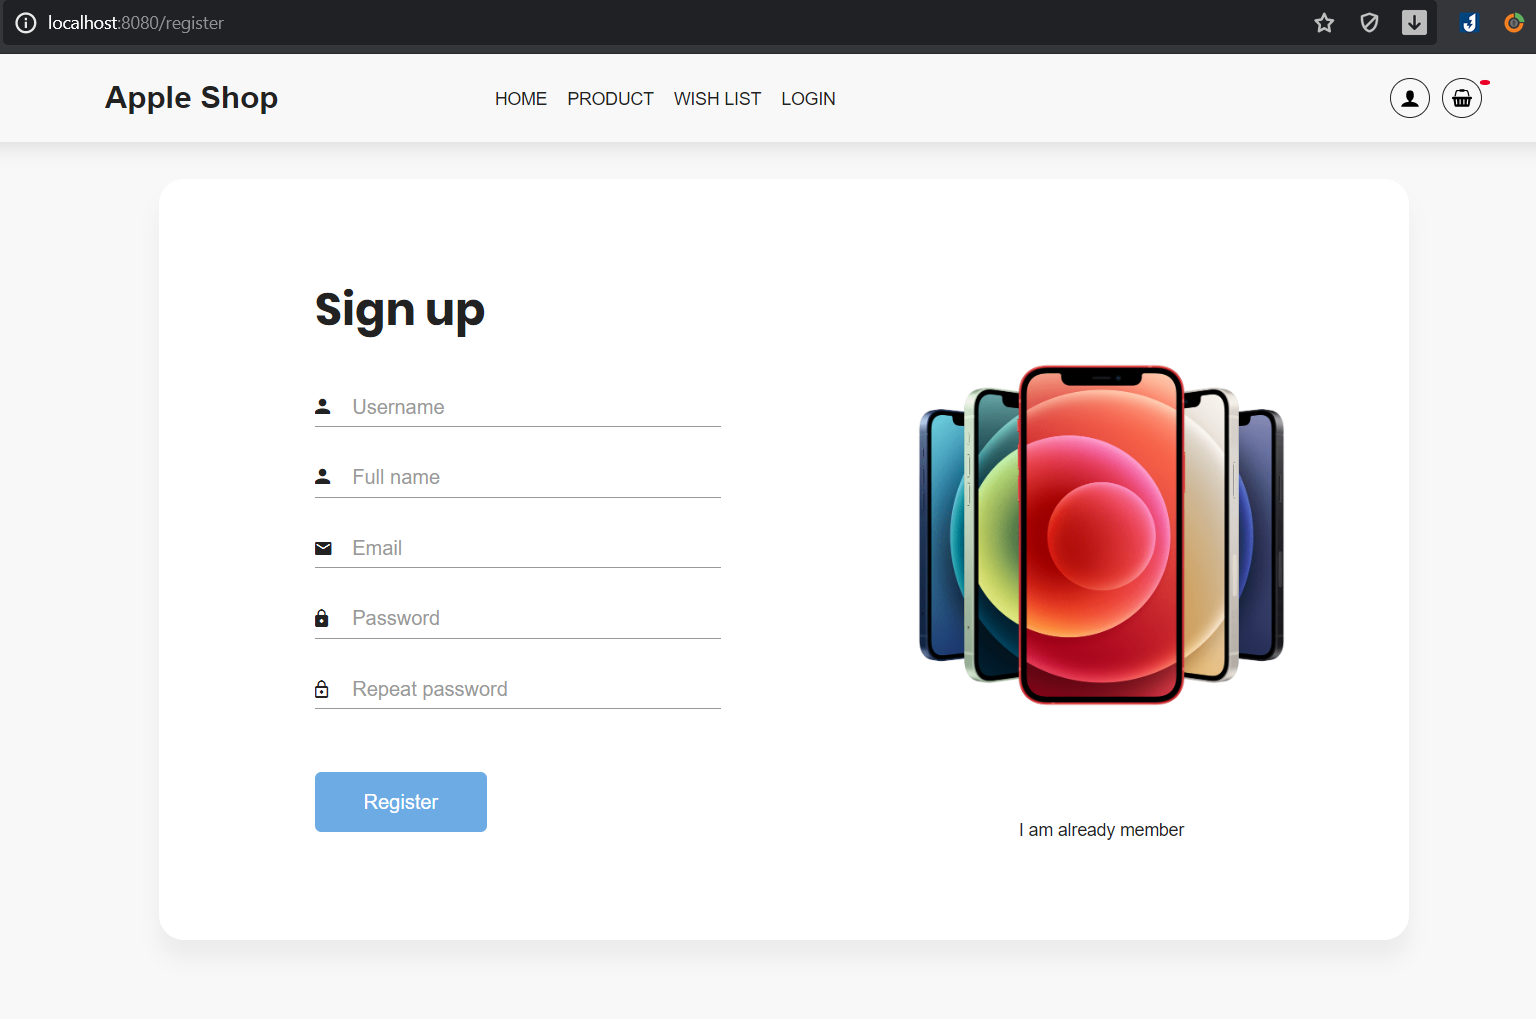 localhost:8080/register
Apple Shop
HOME PRODUCT WISH LIST LOGIN
Sign up
Username
Full name
Email
Password
Repeat password
Register
I am already member